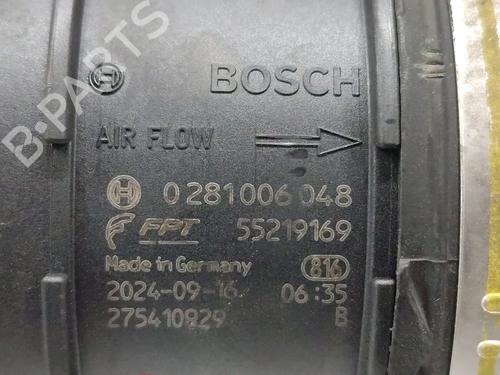 B-PARTS
BOSCH
AIR FLOW
0 281 006 048
FPT 55219169
Made in Germany 816
2024-09-16 06:35
275410929 B